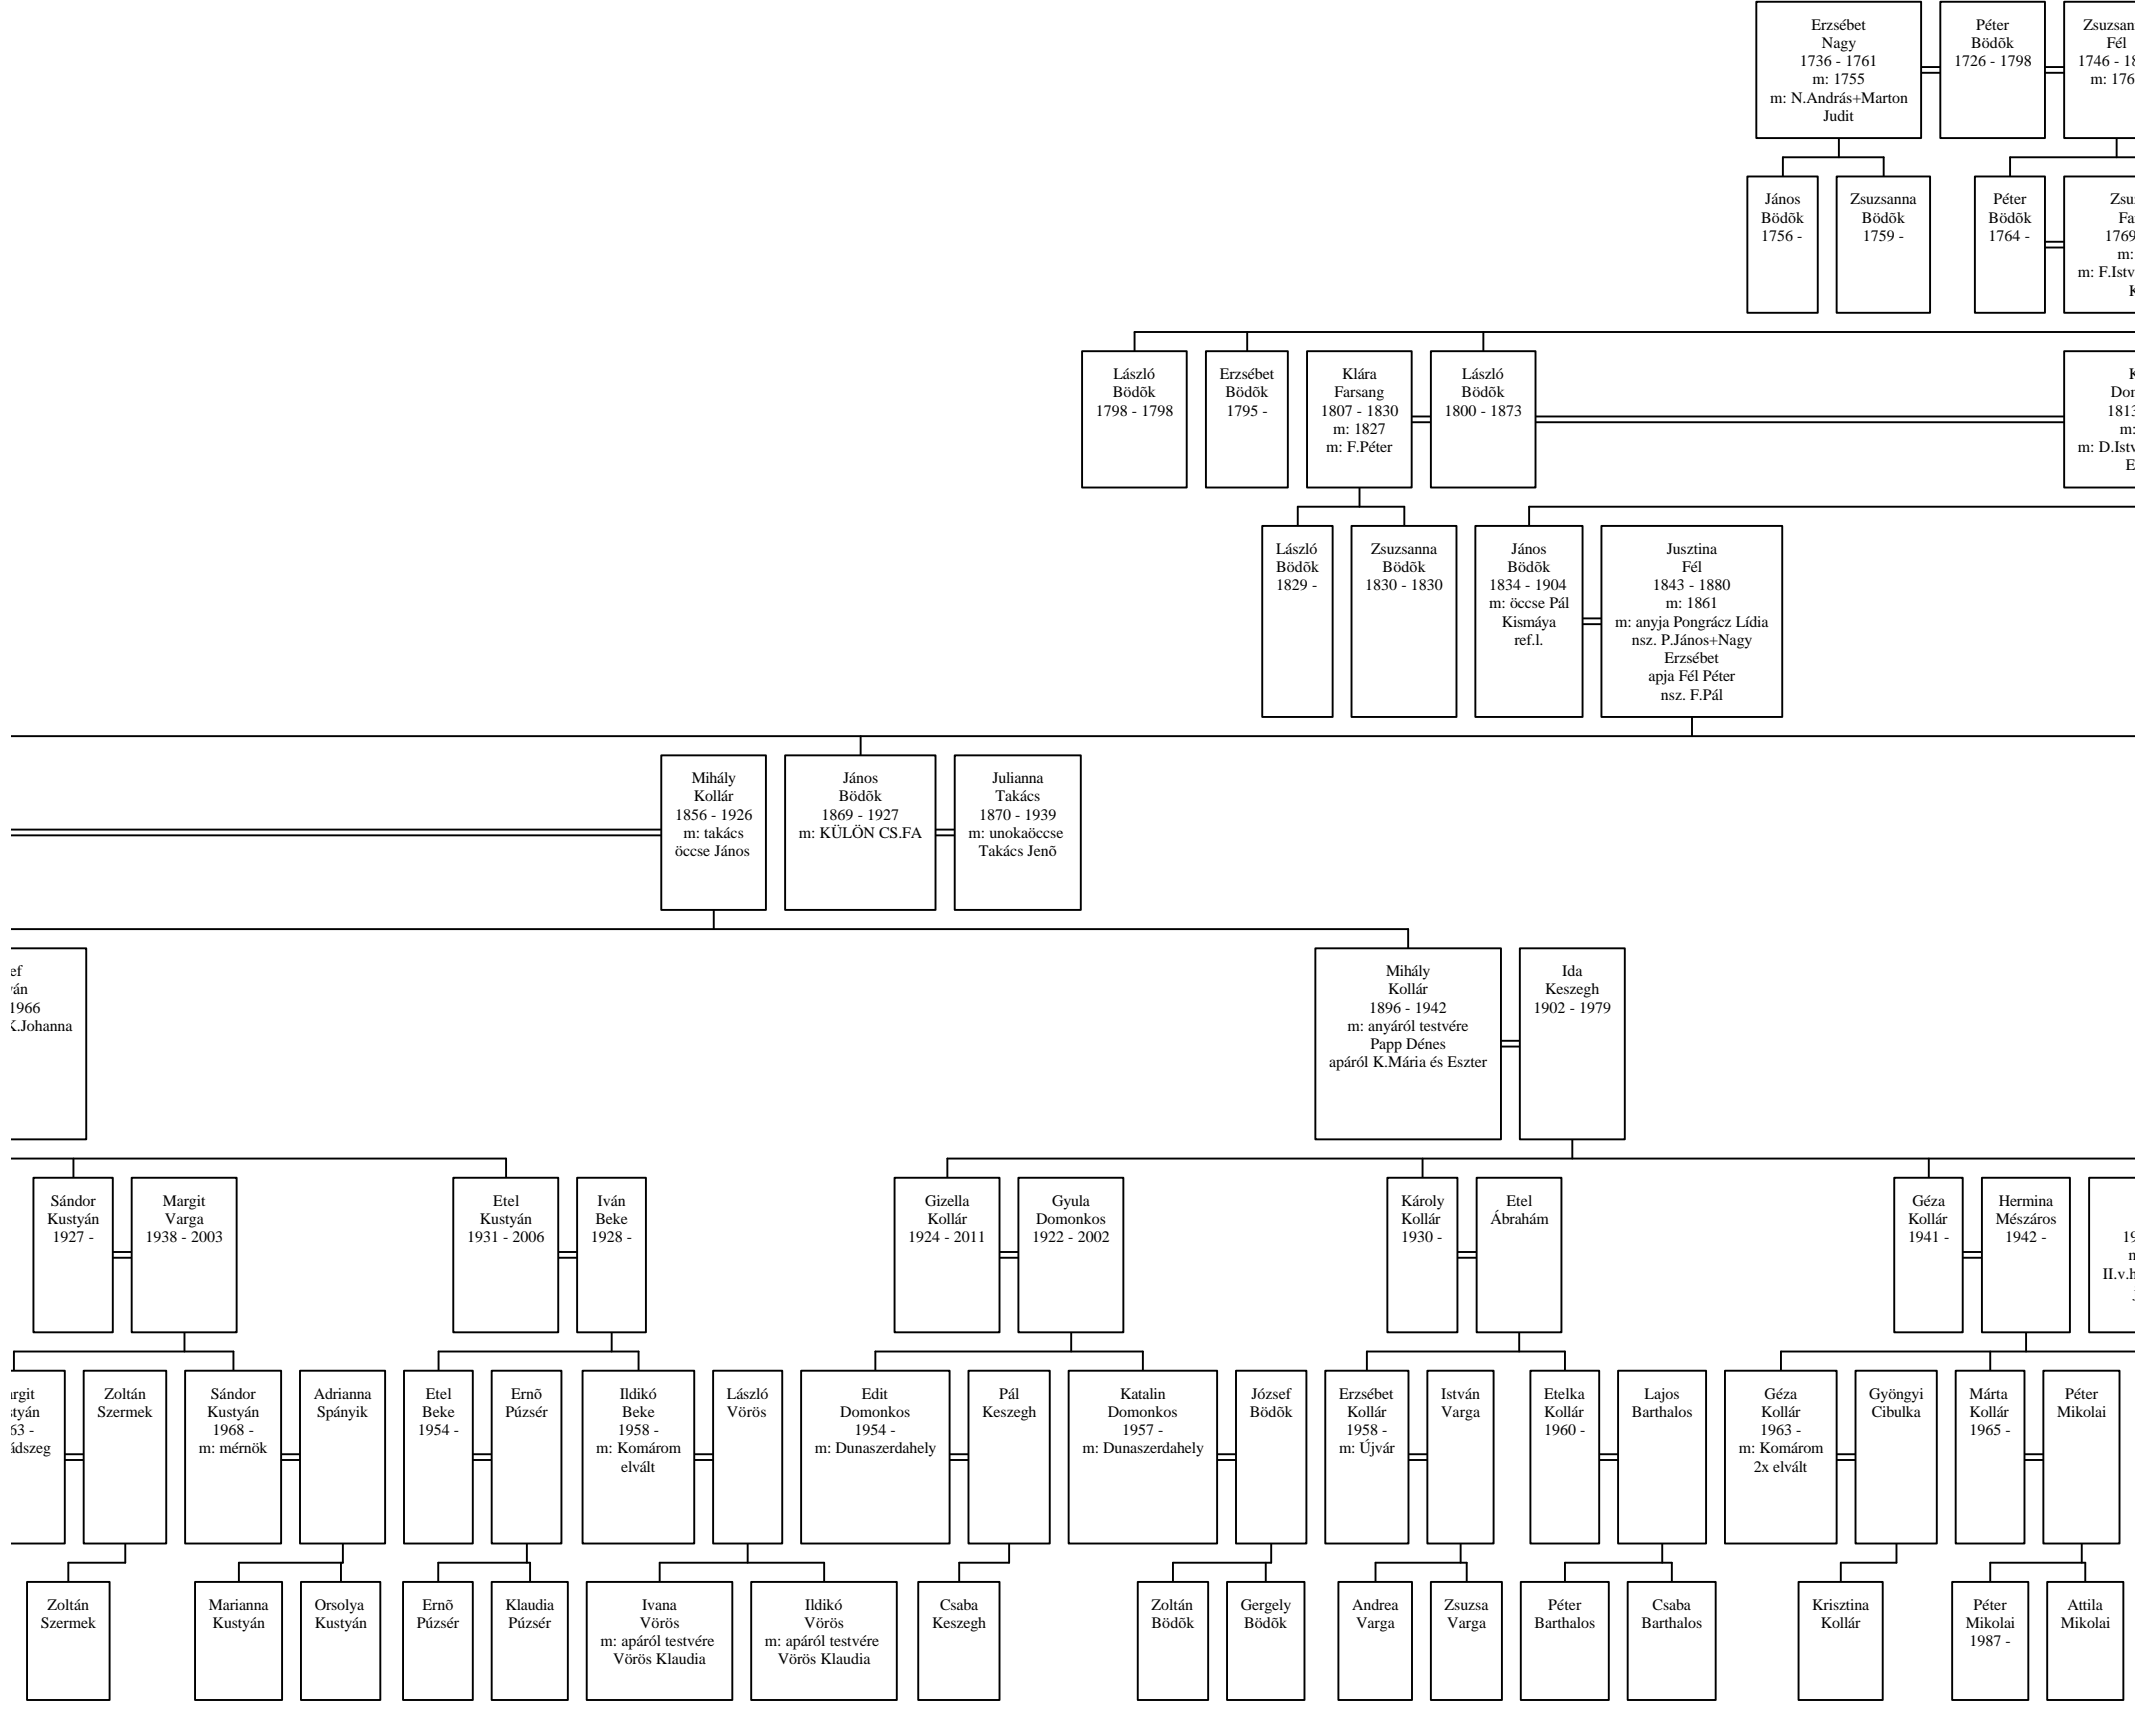 Erzsébet
Nagy
1736 - 1761
m: 1755
m: N.András+Marton
Judit
Péter
Bödõk
1726 - 1798
Fél
János
Bödõk
1756 -
Zsuzsanna
Bödõk
1759 -
Péter
Bödõk
1764 -
1769
m:
m: F.Istv
László
Bödõk
1798 - 1798
Erzsébet
Bödõk
1795 -
Klára
Farsang
1807 - 1830
m: 1827
m: F.Péter
László
Bödõk
1800 - 1873
1813
m:
m: D.Istv
László
Bödõk
1829 -
Zsuzsanna
Bödõk
1830 - 1830
János
Bödõk
1834 - 1904
m: öccse Pál
Kismáya
ref.l.
Jusztina
Fél
1843 - 1880
m: 1861
m: anyja Pongrácz Lídia
nsz. P.János+Nagy
Erzsébet
apja Fél Péter
nsz. F.Pál
Mihály
Kollár
1856 - 1926
m: takács
öccse János
János
Bödõk
1869 - 1927
m: KÜLÖN CS.FA
Julianna
Takács
1870 - 1939
m: unokaöccse
Takács Jenõ
1966
K.Johanna
Mihály
Kollár
1896 - 1942
m: anyáról testvére
Papp Dénes
apáról K.Mária és Eszter
Ida
Keszegh
1902 - 1979
Sándor
Kustyán
1927 -
Margit
Varga
1938 - 2003
Etel
Kustyán
1931 - 2006
Iván
Beke
1928 -
Gizella
Kollár
1924 - 2011
Gyula
Domonkos
1922 - 2002
Károly
Kollár
1930 -
Etel
Ábrahám
Géza
Kollár
1941 -
Hermina
Mészáros
1942 -
II.v.h
Zoltán
Szermek
Sándor
Kustyán
1968 -
m: mérnök
Adrianna
Spányik
Etel
Beke
1954 -
Ernõ
Púzsér
Ildikó
Beke
1958 -
m: Komárom
elvált
László
Vörös
Edit
Domonkos
1954 -
m: Dunaszerdahely
Pál
Keszegh
Katalin
Domonkos
1957 -
m: Dunaszerdahely
József
Bödõk
Erzsébet
Kollár
1958 -
m: Újvár
István
Varga
Etelka
Kollár
1960 -
Lajos
Barthalos
Géza
Kollár
1963 -
m: Komárom
2x elvált
Gyöngyi
Cibulka
Márta
Kollár
1965 -
Péter
Mikolai
Zoltán
Szermek
Marianna
Kustyán
Orsolya
Kustyán
Ernõ
Púzsér
Klaudia
Púzsér
Ivana
Vörös
m: apáról testvére
Vörös Klaudia
Ildikó
Vörös
m: apáról testvére
Vörös Klaudia
Csaba
Keszegh
Zoltán
Bödõk
Gergely
Bödõk
Andrea
Varga
Zsuzsa
Varga
Péter
Barthalos
Csaba
Barthalos
Krisztina
Kollár
Péter
Mikolai
1987 -
Attila
Mikolai